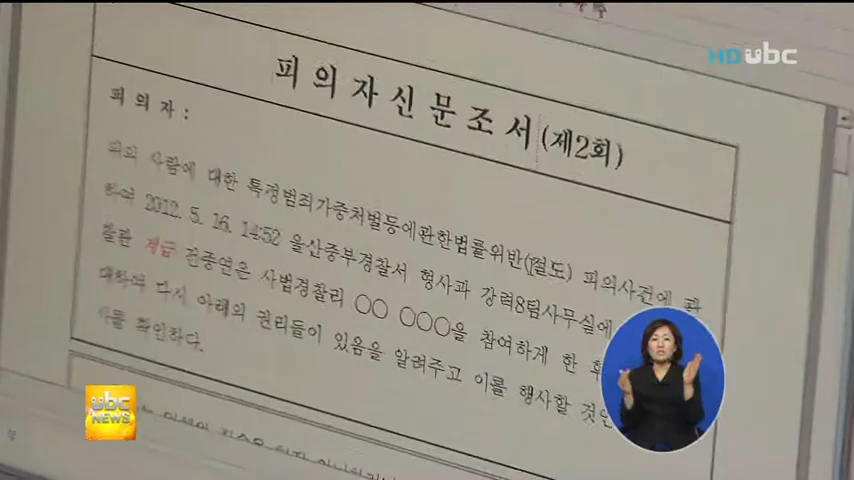 HD ubc
피 의 자 신 문 조 서 (제2회)
피 의 자 :
위의 사람에 대한 특정범죄가중처벌등에관한법률위반(절도) 피의사건에 관
하여 2012. 5. 16. 14:52 울산중부경찰서 형사과 강력8팀사무실에
찰관 계급 전중연은 사법경찰리 ○○ ○○○을 참여하게 한 후
대하여 다시 아래의 권리들이 있음을 알려주고 이를 행사할 것인
사를 확인하다.
ubc
NEWS